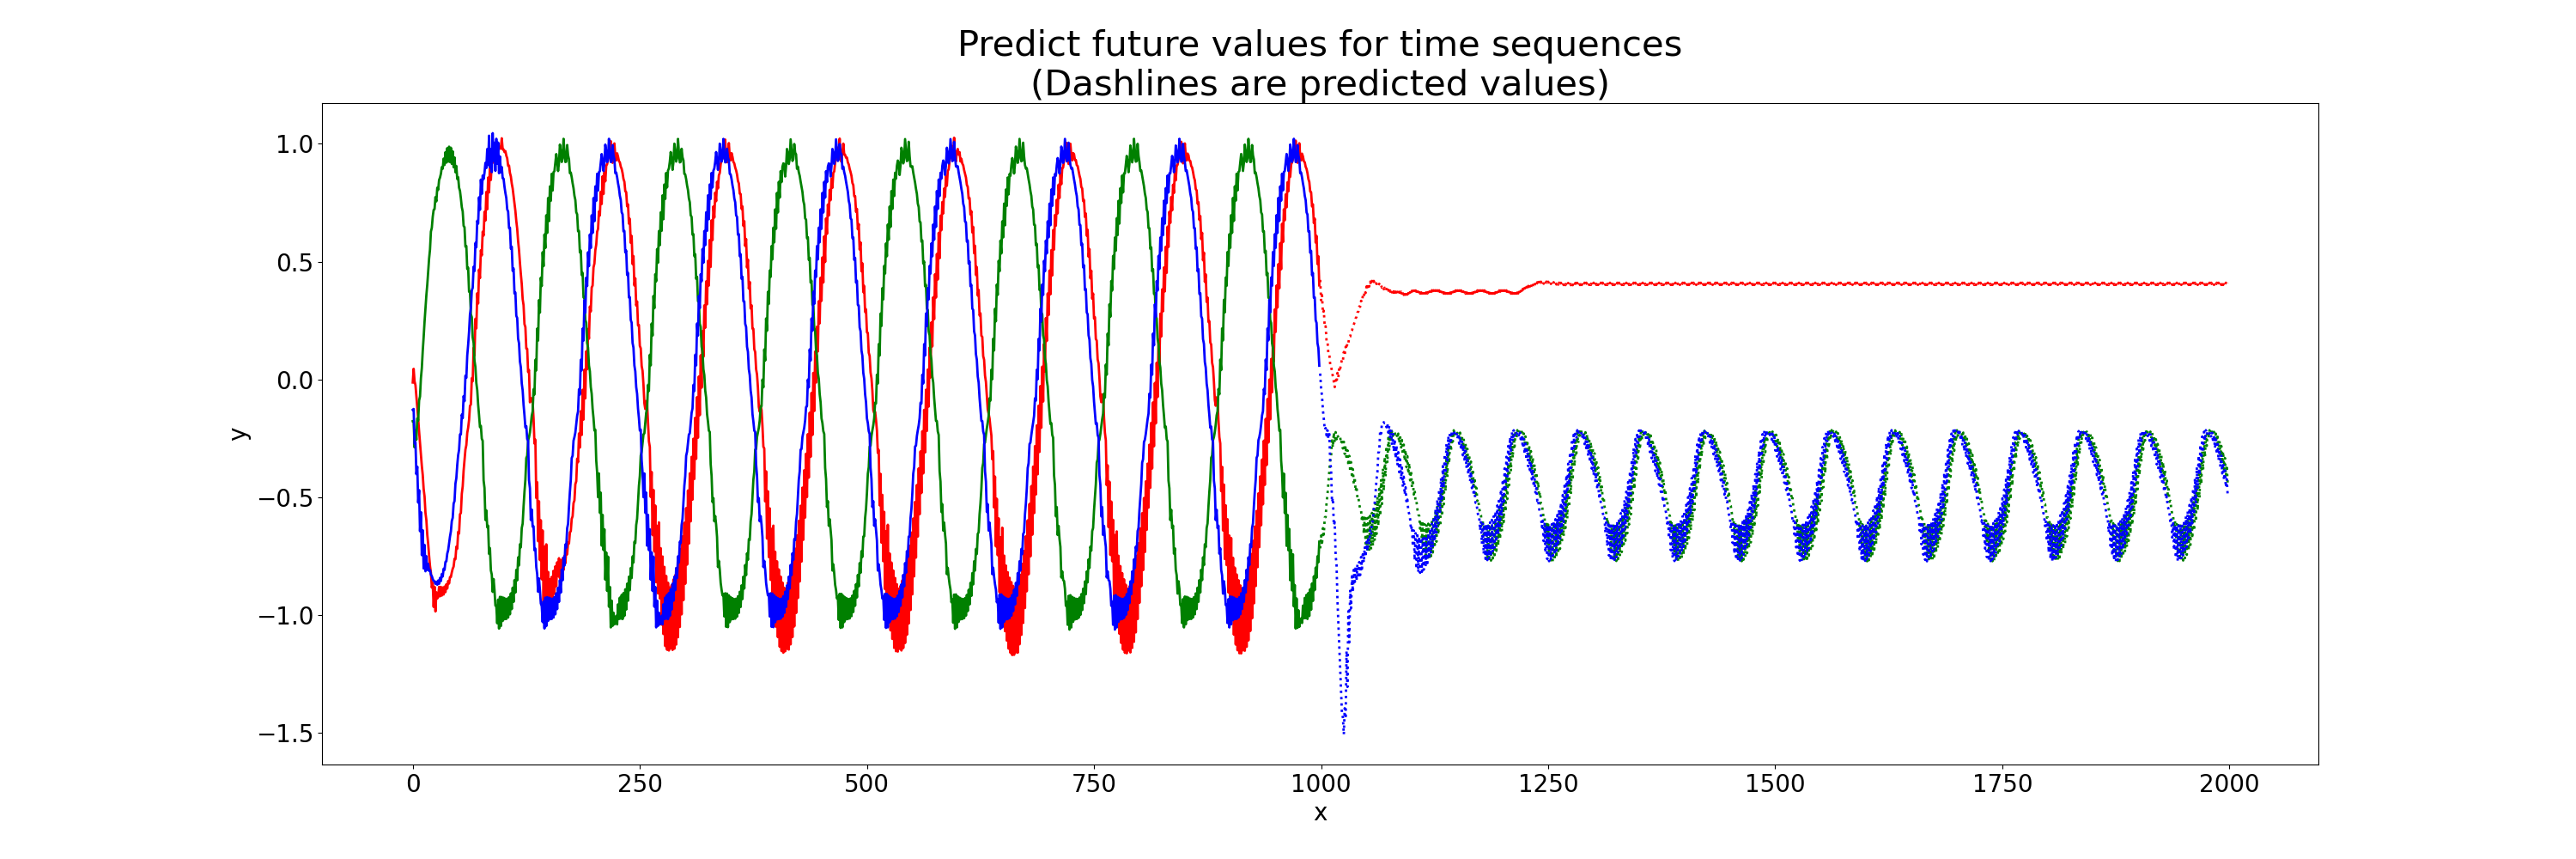 Predict future values for time sequences
(Dashlines are predicted values)
1.0
0.5
0.0
−0.5
−1.0
−1.5
y
0 250 500 750 1000 1250 1500 1750 2000
x